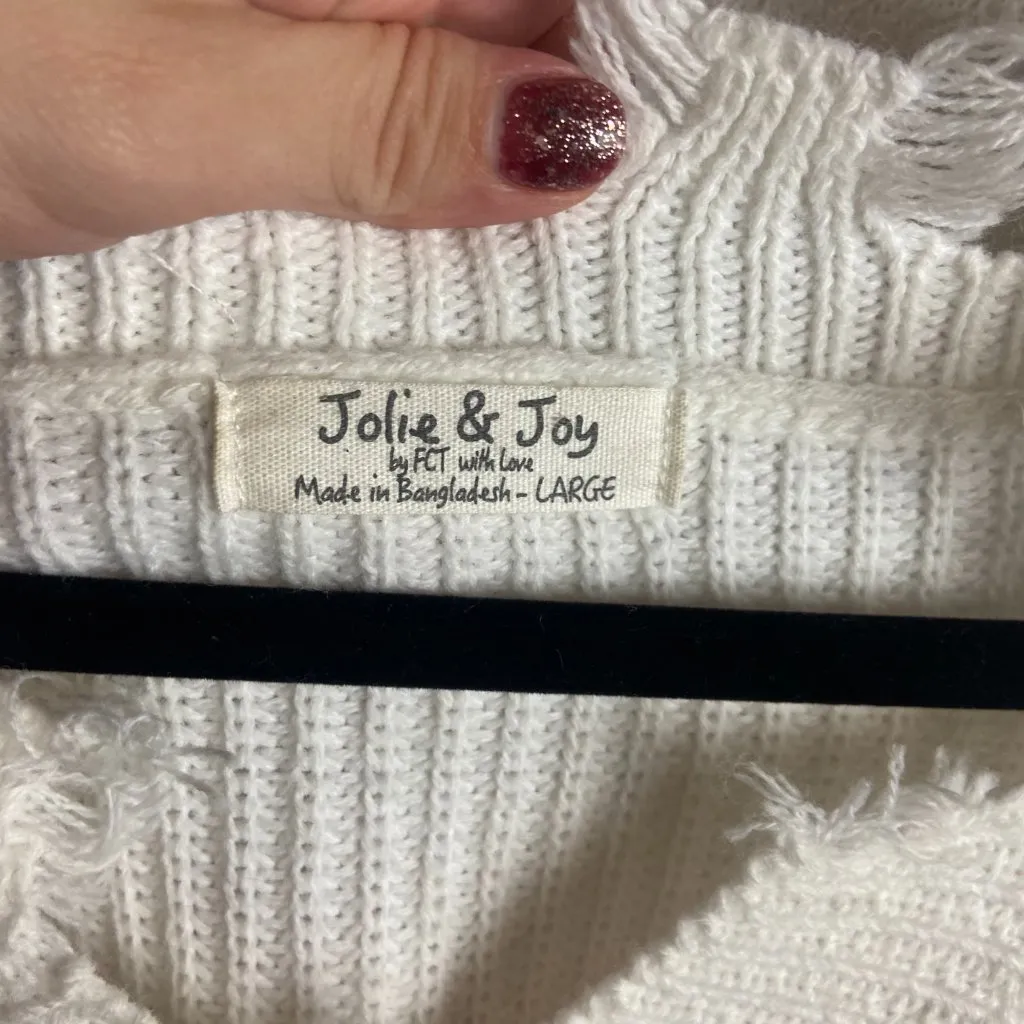 Jolie & Joy
by FCT with Love
Made in Bangladesh - LARGE